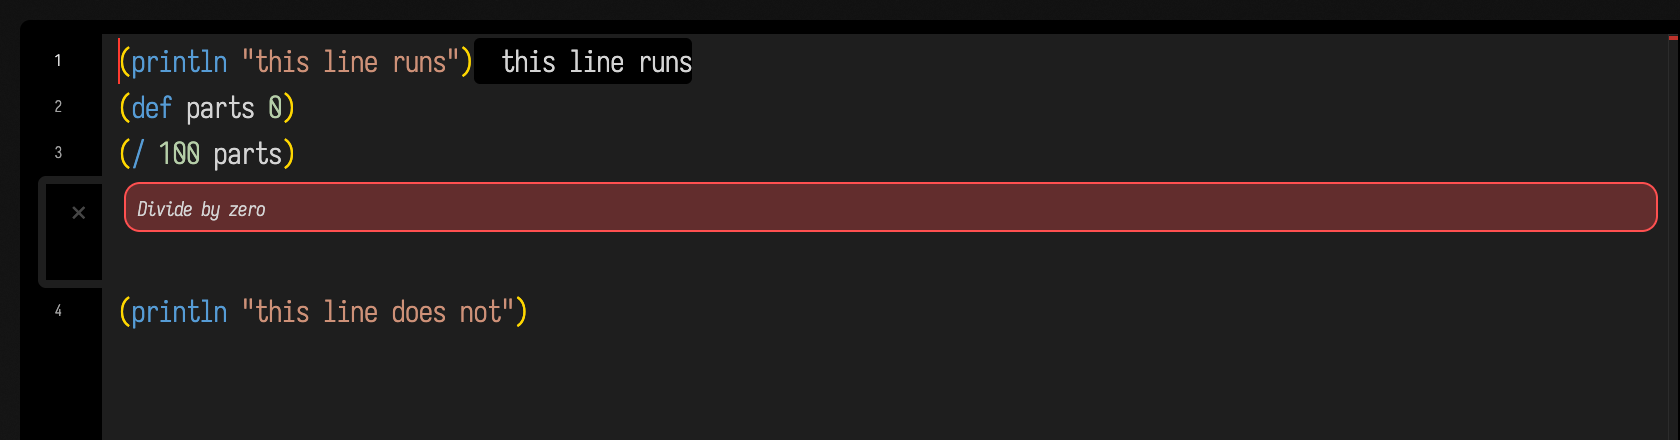 1 (println "this line runs") this line runs
2 (def parts 0)
3 (/ 100 parts)
× Divide by zero
4 (println "this line does not")